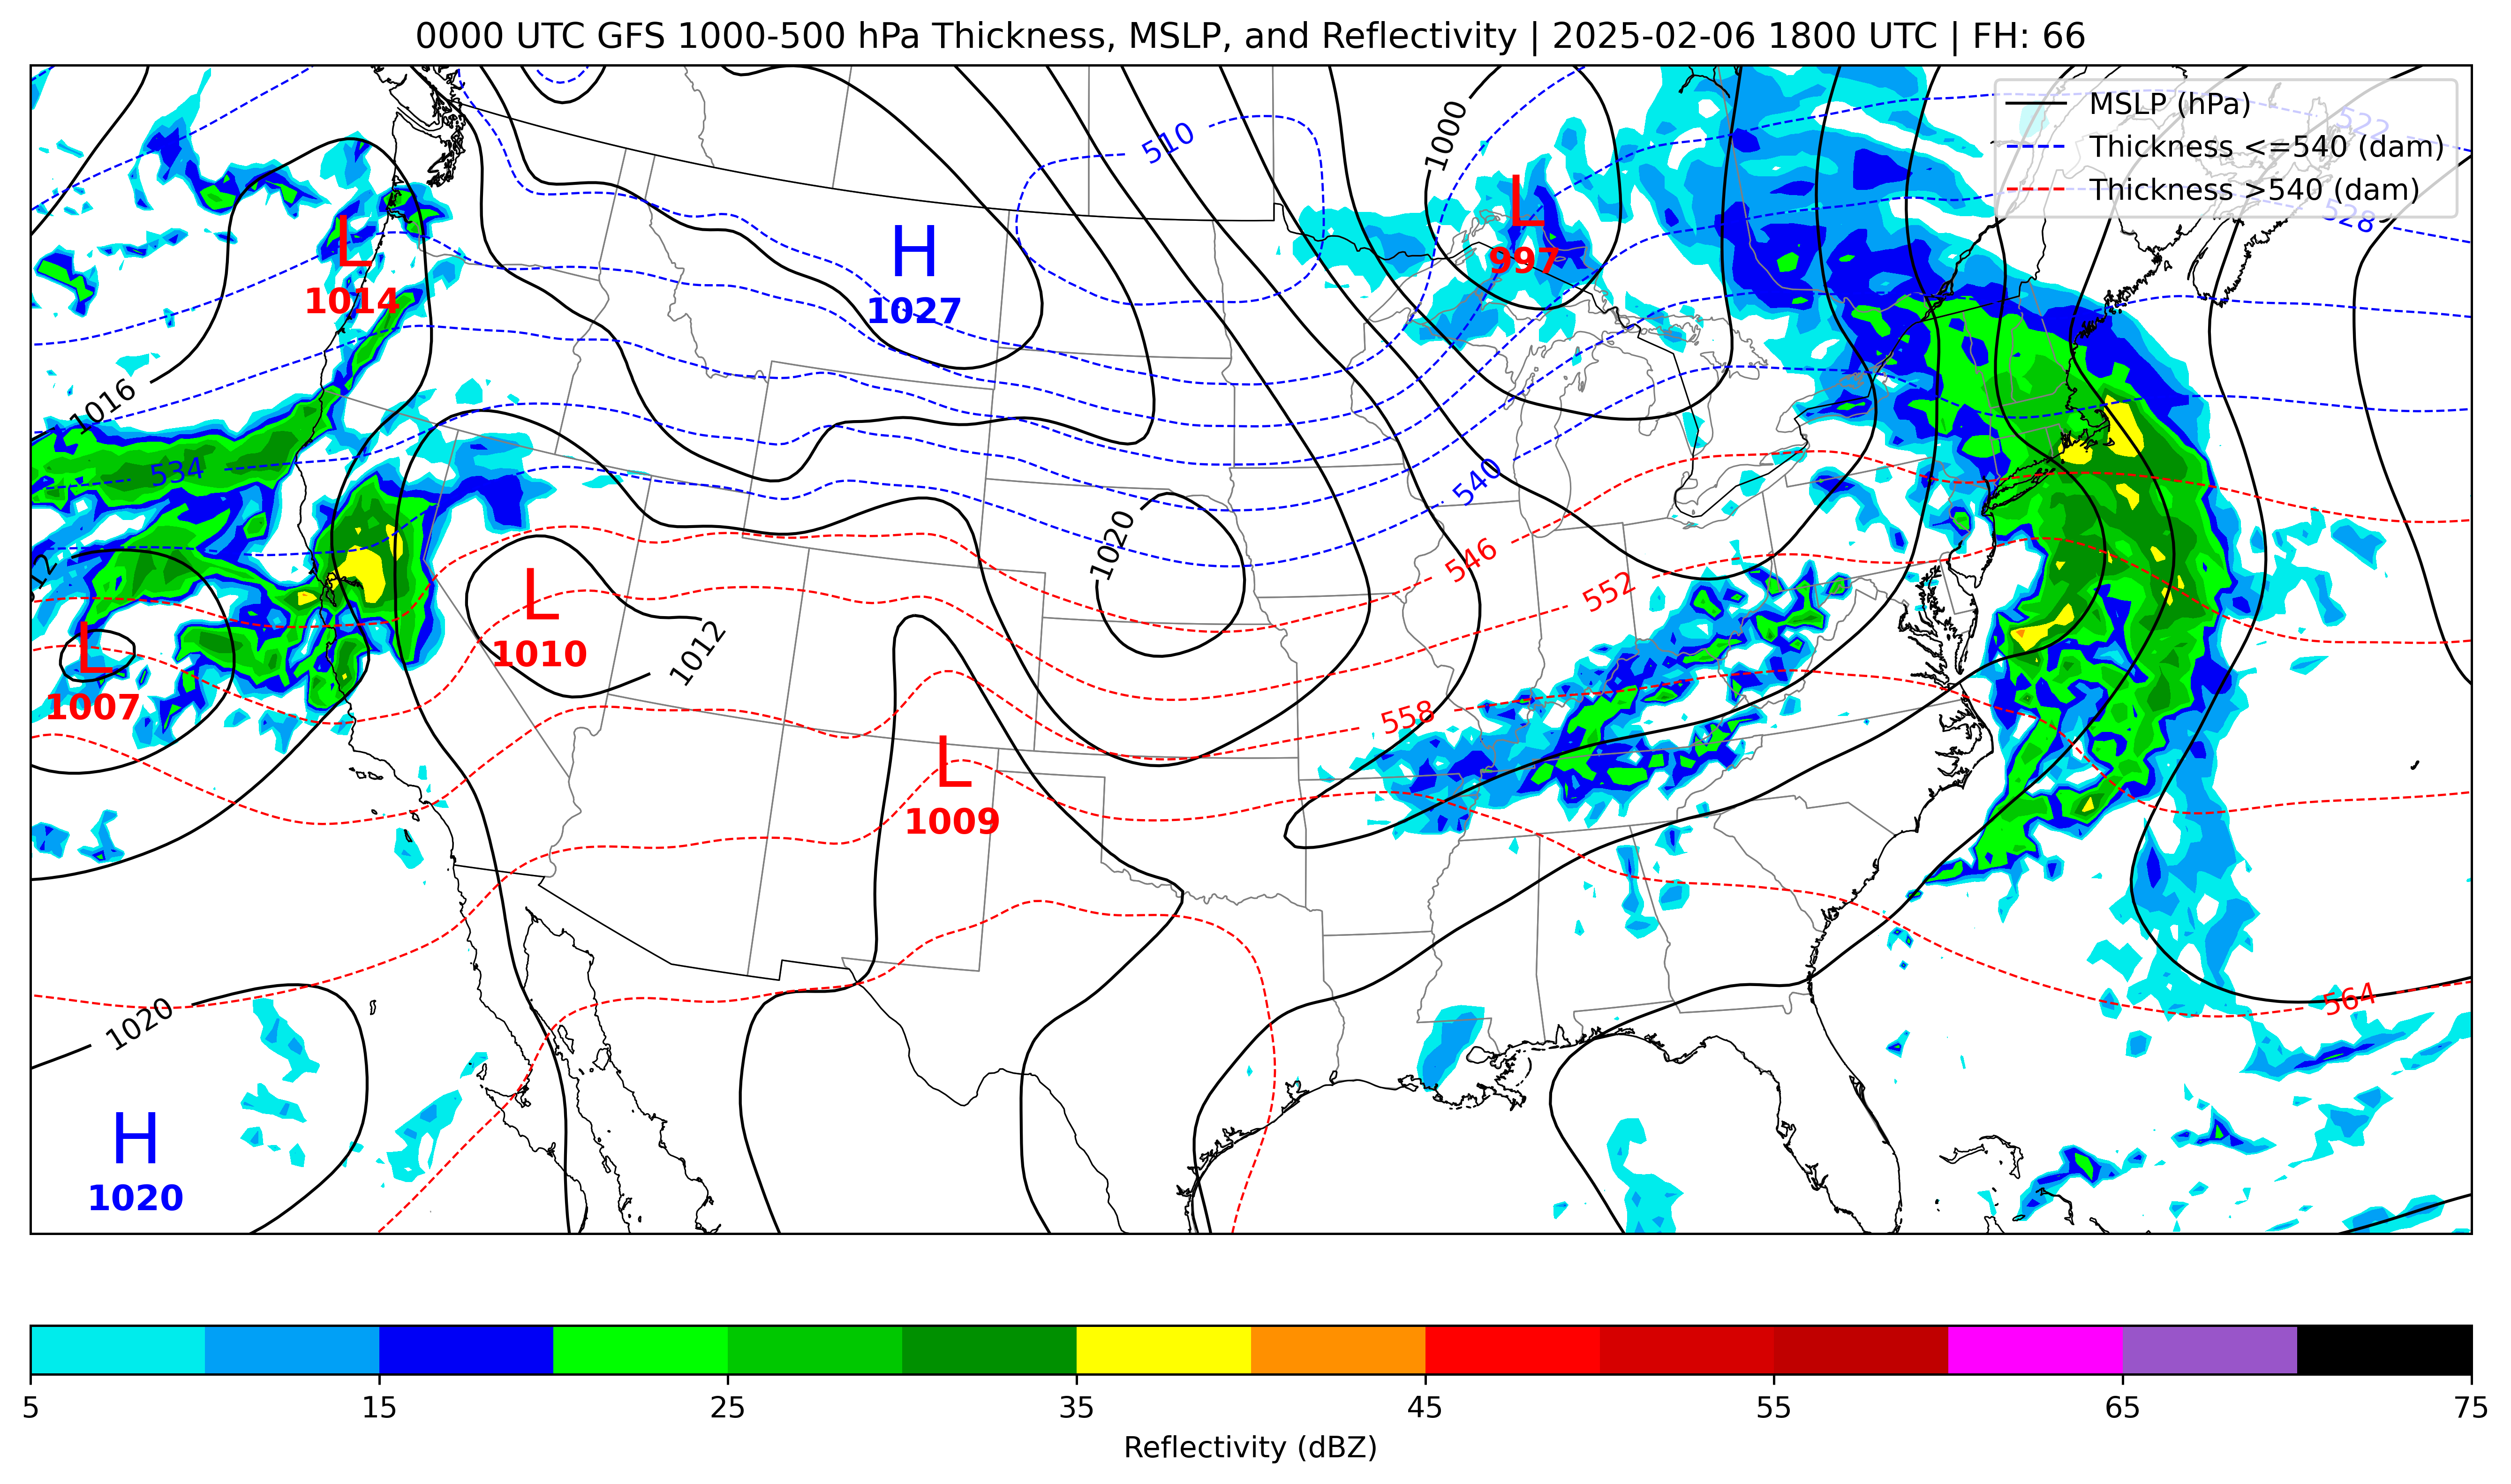 0000 UTC GFS 1000-500 hPa Thickness, MSLP, and Reflectivity | 2025-02-06 1800 UTC | FH: 66
MSLP (hPa)
Thickness <=540 (dam)
Thickness >540 (dam)
522
528
510
1000
L
997
H
1027
L
1014
1016
534
540
546
552
558
564
1020
1012
L
1010
1012
L
1007
L
1009
1020
H
1020
5
15
25
35
45
55
65
75
Reflectivity (dBZ)